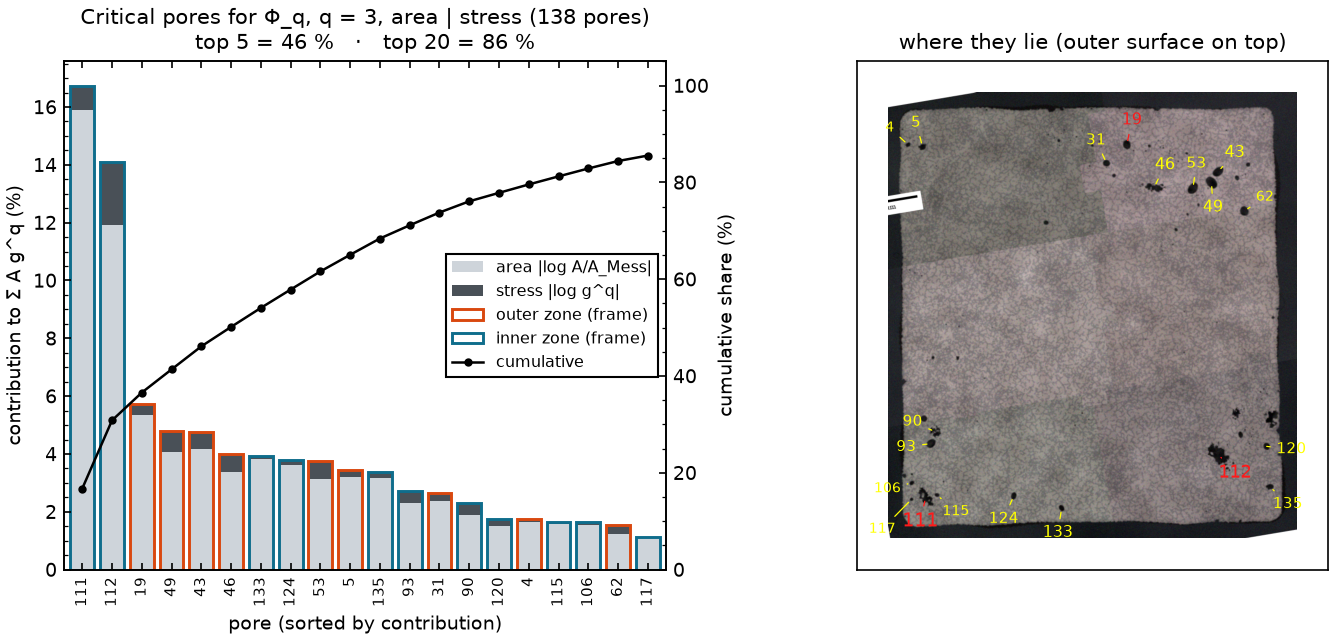 Critical pores for Φ_q, q = 3, area | stress (138 pores)
top 5 = 46 %   ·   top 20 = 86 %
contribution to Σ A g^q (%)
16
14
12
10
8
6
4
2
0
100
80
60
40
20
0
cumulative share (%)
area |log A/A_Mess|
stress |log g^q|
outer zone (frame)
inner zone (frame)
cumulative
111 112 19 49 43 46 133 124 53 5 135 93 31 90 120 4 115 106 62 117
pore (sorted by contribution)
where they lie (outer surface on top)
4
5
19
31
46
53
43
49
62
90
93
106
117
111
115
124
133
112
120
135